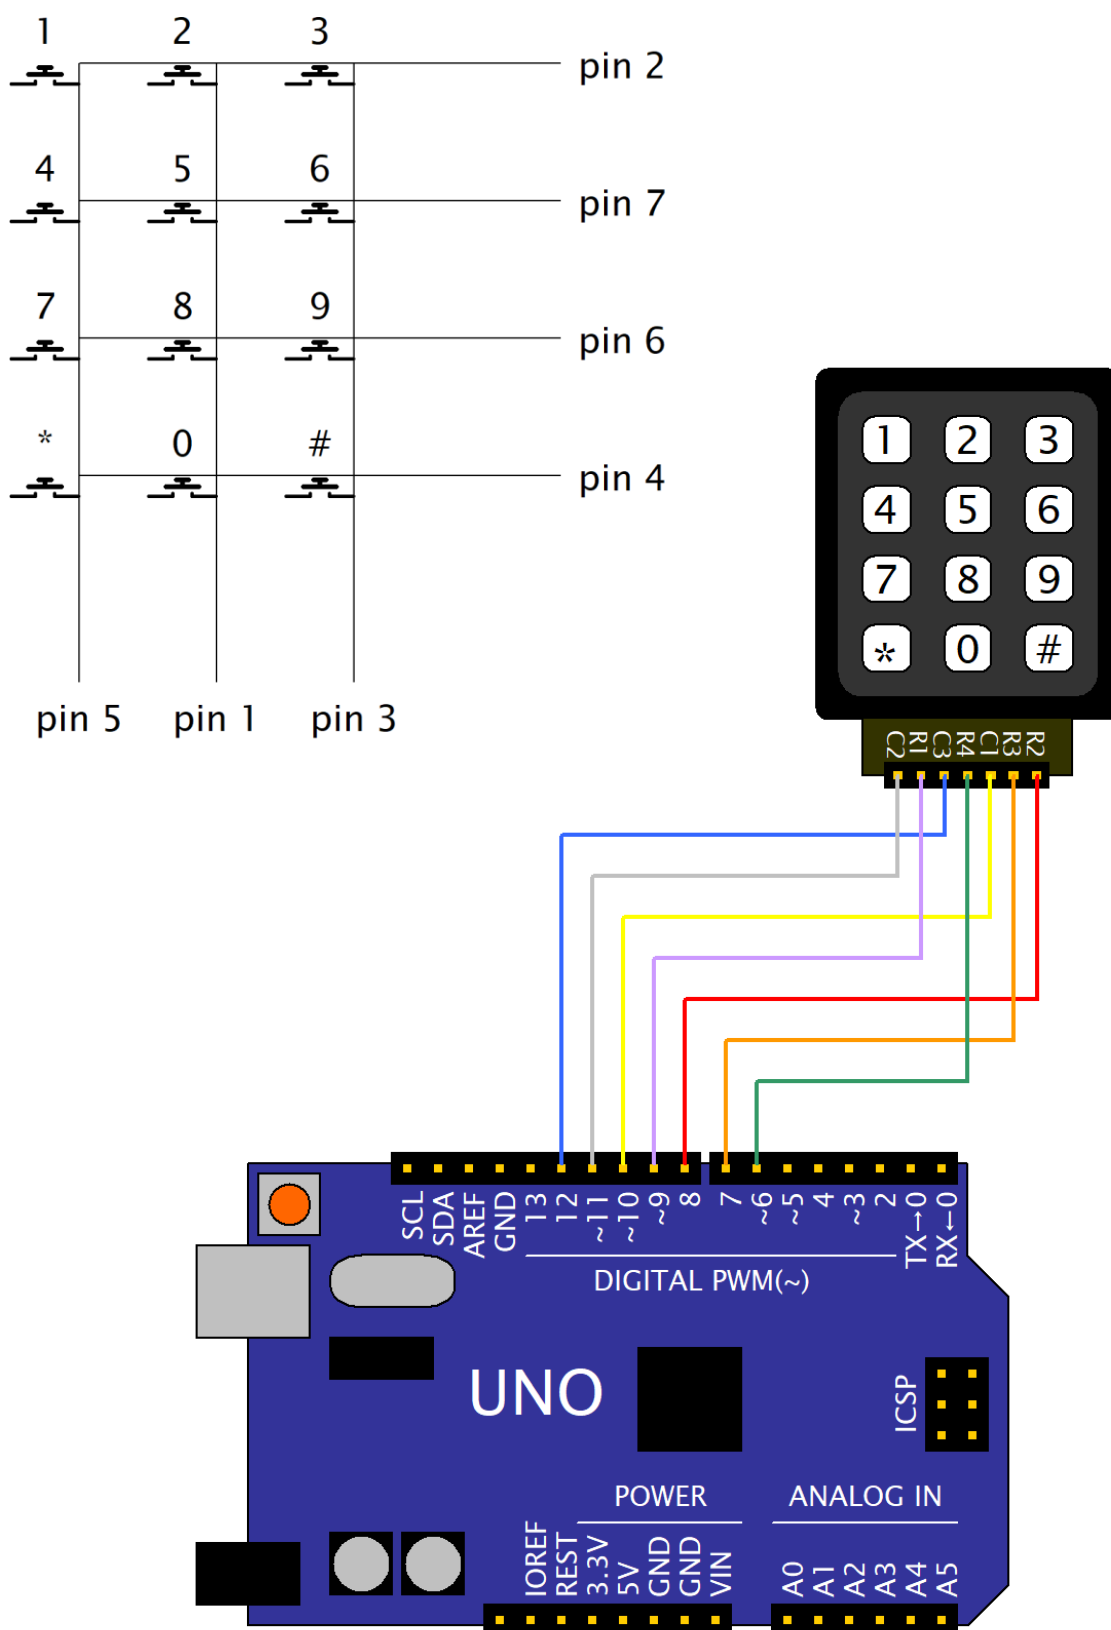 1 2 3
pin 2
4 5 6
pin 7
7 8 9
pin 6
* 0 #
pin 4
pin 5 pin 1 pin 3
1 2 3
4 5 6
7 8 9
* 0 #
C2 R1 C3 R4 C1 R3 R2
SCL SDA AREF GND 13 12 ~11 ~10 ~9 8 7 ~6 ~5 4 ~3 2 TX→0 RX←0
DIGITAL PWM(~)
UNO
ICSP
POWER ANALOG IN
IOREF REST 3.3V 5V GND GND VIN A0 A1 A2 A3 A4 A5